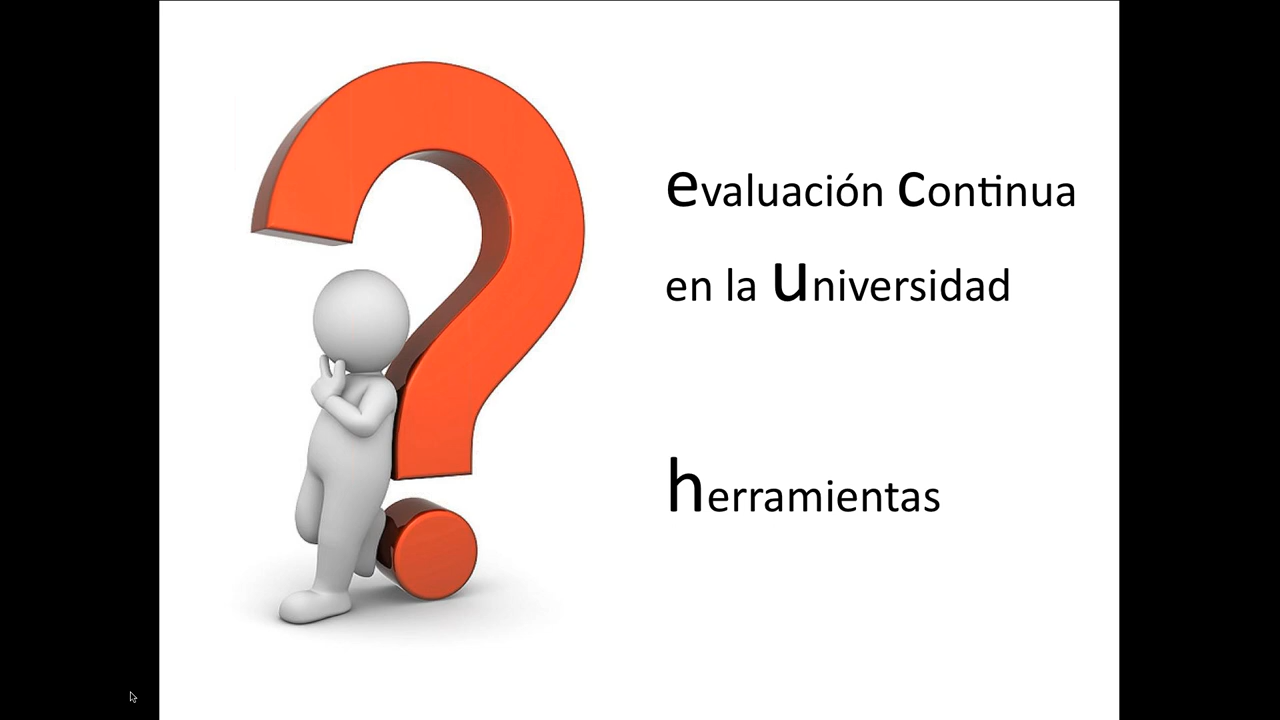 evaluación continua
en la universidad
herramientas